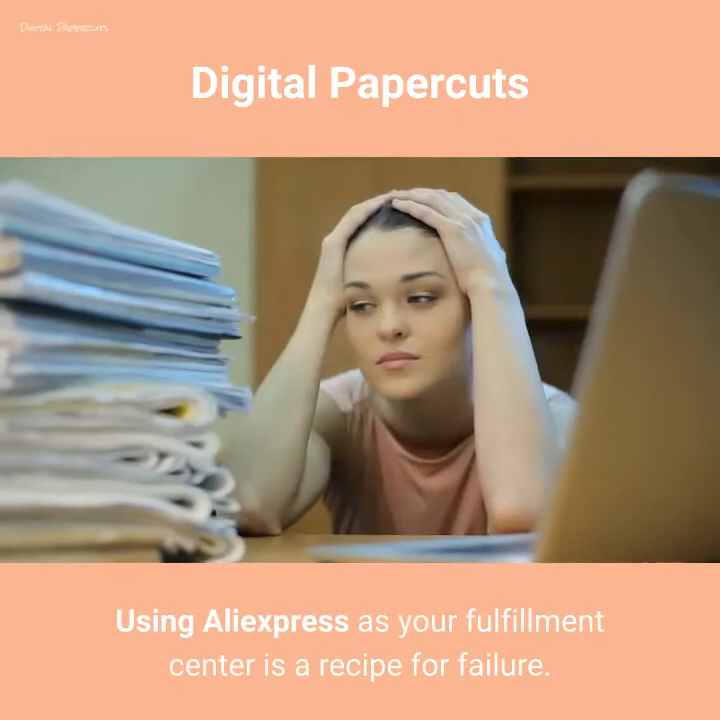 Digital Papercuts
Digital Papercuts
Using Aliexpress as your fulfillment
center is a recipe for failure.